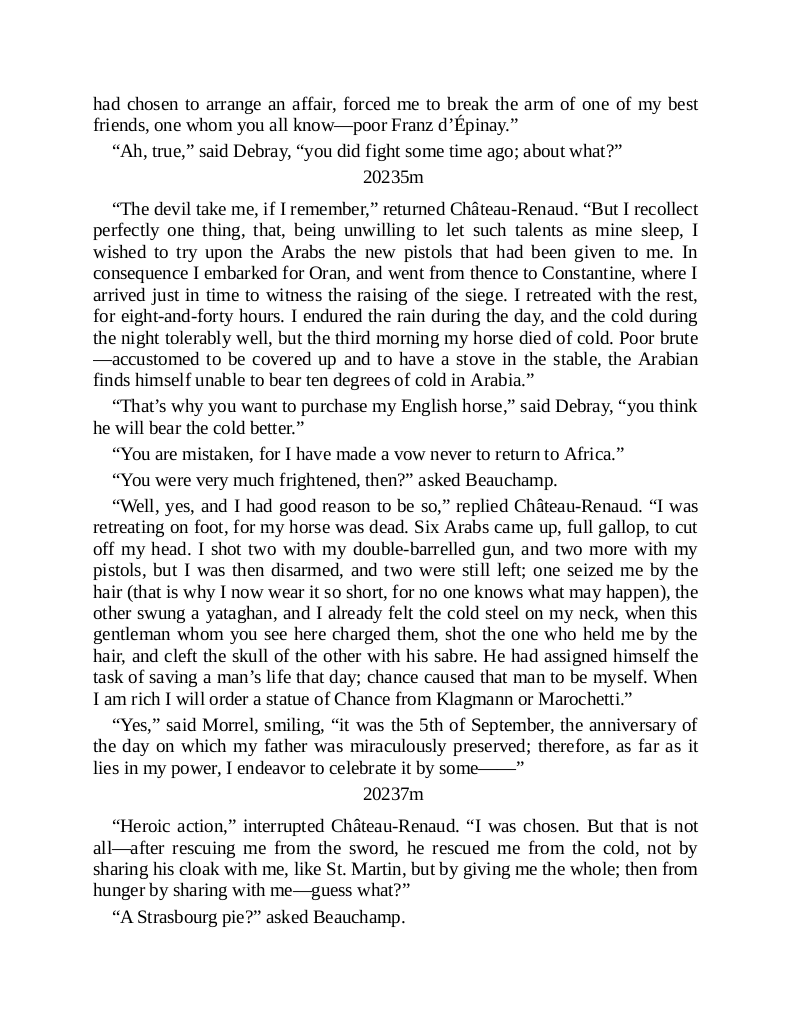 had chosen to arrange an affair, forced me to break the arm of one of my best
friends, one whom you all know—poor Franz d’Épinay.”
“Ah, true,” said Debray, “you did fight some time ago; about what?”
20235m
“The devil take me, if I remember,” returned Château-Renaud. “But I recollect
perfectly one thing, that, being unwilling to let such talents as mine sleep, I
wished to try upon the Arabs the new pistols that had been given to me. In
consequence I embarked for Oran, and went from thence to Constantine, where I
arrived just in time to witness the raising of the siege. I retreated with the rest,
for eight-and-forty hours. I endured the rain during the day, and the cold during
the night tolerably well, but the third morning my horse died of cold. Poor brute
—accustomed to be covered up and to have a stove in the stable, the Arabian
finds himself unable to bear ten degrees of cold in Arabia.”
“That’s why you want to purchase my English horse,” said Debray, “you think
he will bear the cold better.”
“You are mistaken, for I have made a vow never to return to Africa.”
“You were very much frightened, then?” asked Beauchamp.
“Well, yes, and I had good reason to be so,” replied Château-Renaud. “I was
retreating on foot, for my horse was dead. Six Arabs came up, full gallop, to cut
off my head. I shot two with my double-barrelled gun, and two more with my
pistols, but I was then disarmed, and two were still left; one seized me by the
hair (that is why I now wear it so short, for no one knows what may happen), the
other swung a yataghan, and I already felt the cold steel on my neck, when this
gentleman whom you see here charged them, shot the one who held me by the
hair, and cleft the skull of the other with his sabre. He had assigned himself the
task of saving a man’s life that day; chance caused that man to be myself. When
I am rich I will order a statue of Chance from Klagmann or Marochetti.”
“Yes,” said Morrel, smiling, “it was the 5th of September, the anniversary of
the day on which my father was miraculously preserved; therefore, as far as it
lies in my power, I endeavor to celebrate it by some——”
20237m
“Heroic action,” interrupted Château-Renaud. “I was chosen. But that is not
all—after rescuing me from the sword, he rescued me from the cold, not by
sharing his cloak with me, like St. Martin, but by giving me the whole; then from
hunger by sharing with me—guess what?”
“A Strasbourg pie?” asked Beauchamp.